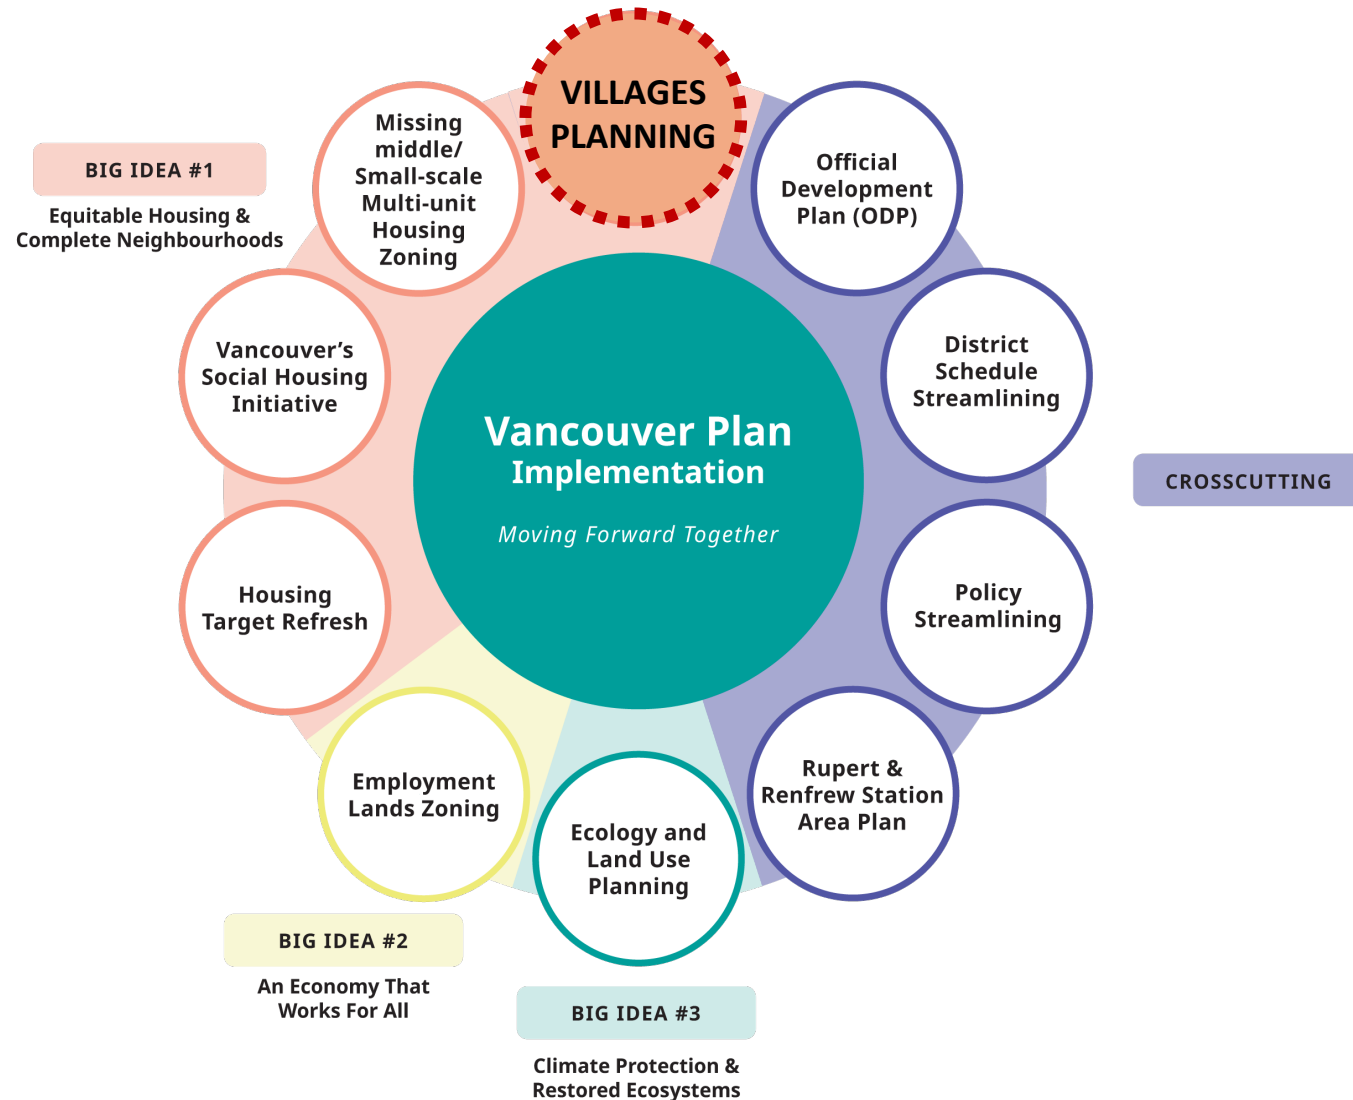 VILLAGES
PLANNING
Missing
middle/
Small-scale
Multi-unit
Housing
Zoning
Official
Development
Plan (ODP)
BIG IDEA #1
Equitable Housing &
Complete Neighbourhoods
Vancouver’s
Social Housing
Initiative
District
Schedule
Streamlining
Vancouver Plan
Implementation
Moving Forward Together
CROSSCUTTING
Housing
Target Refresh
Policy
Streamlining
Employment
Lands Zoning
Rupert &
Renfrew Station
Area Plan
Ecology and
Land Use
Planning
BIG IDEA #2
An Economy That
Works For All
BIG IDEA #3
Climate Protection &
Restored Ecosystems